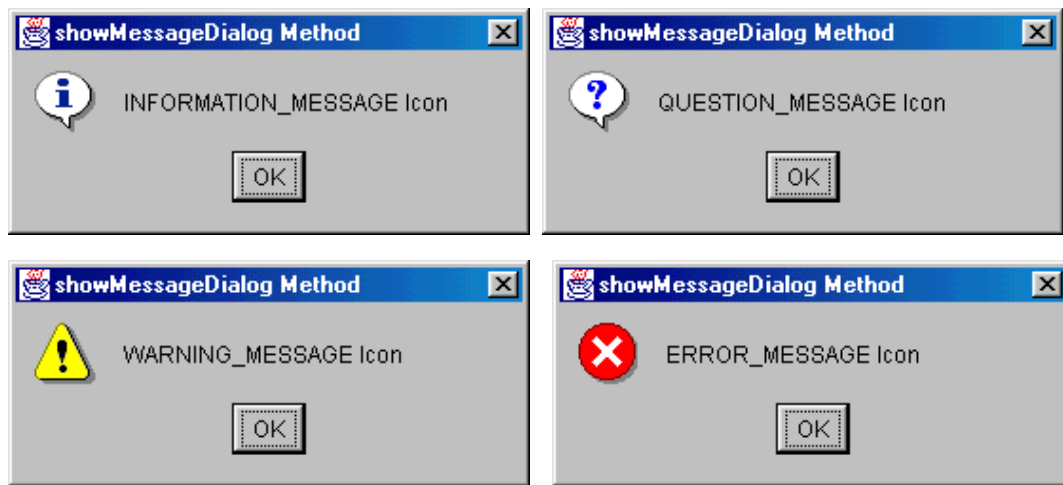 showMessageDialog Method
INFORMATION_MESSAGE Icon
OK
showMessageDialog Method
QUESTION_MESSAGE Icon
OK
showMessageDialog Method
WARNING_MESSAGE Icon
OK
showMessageDialog Method
ERROR_MESSAGE Icon
OK